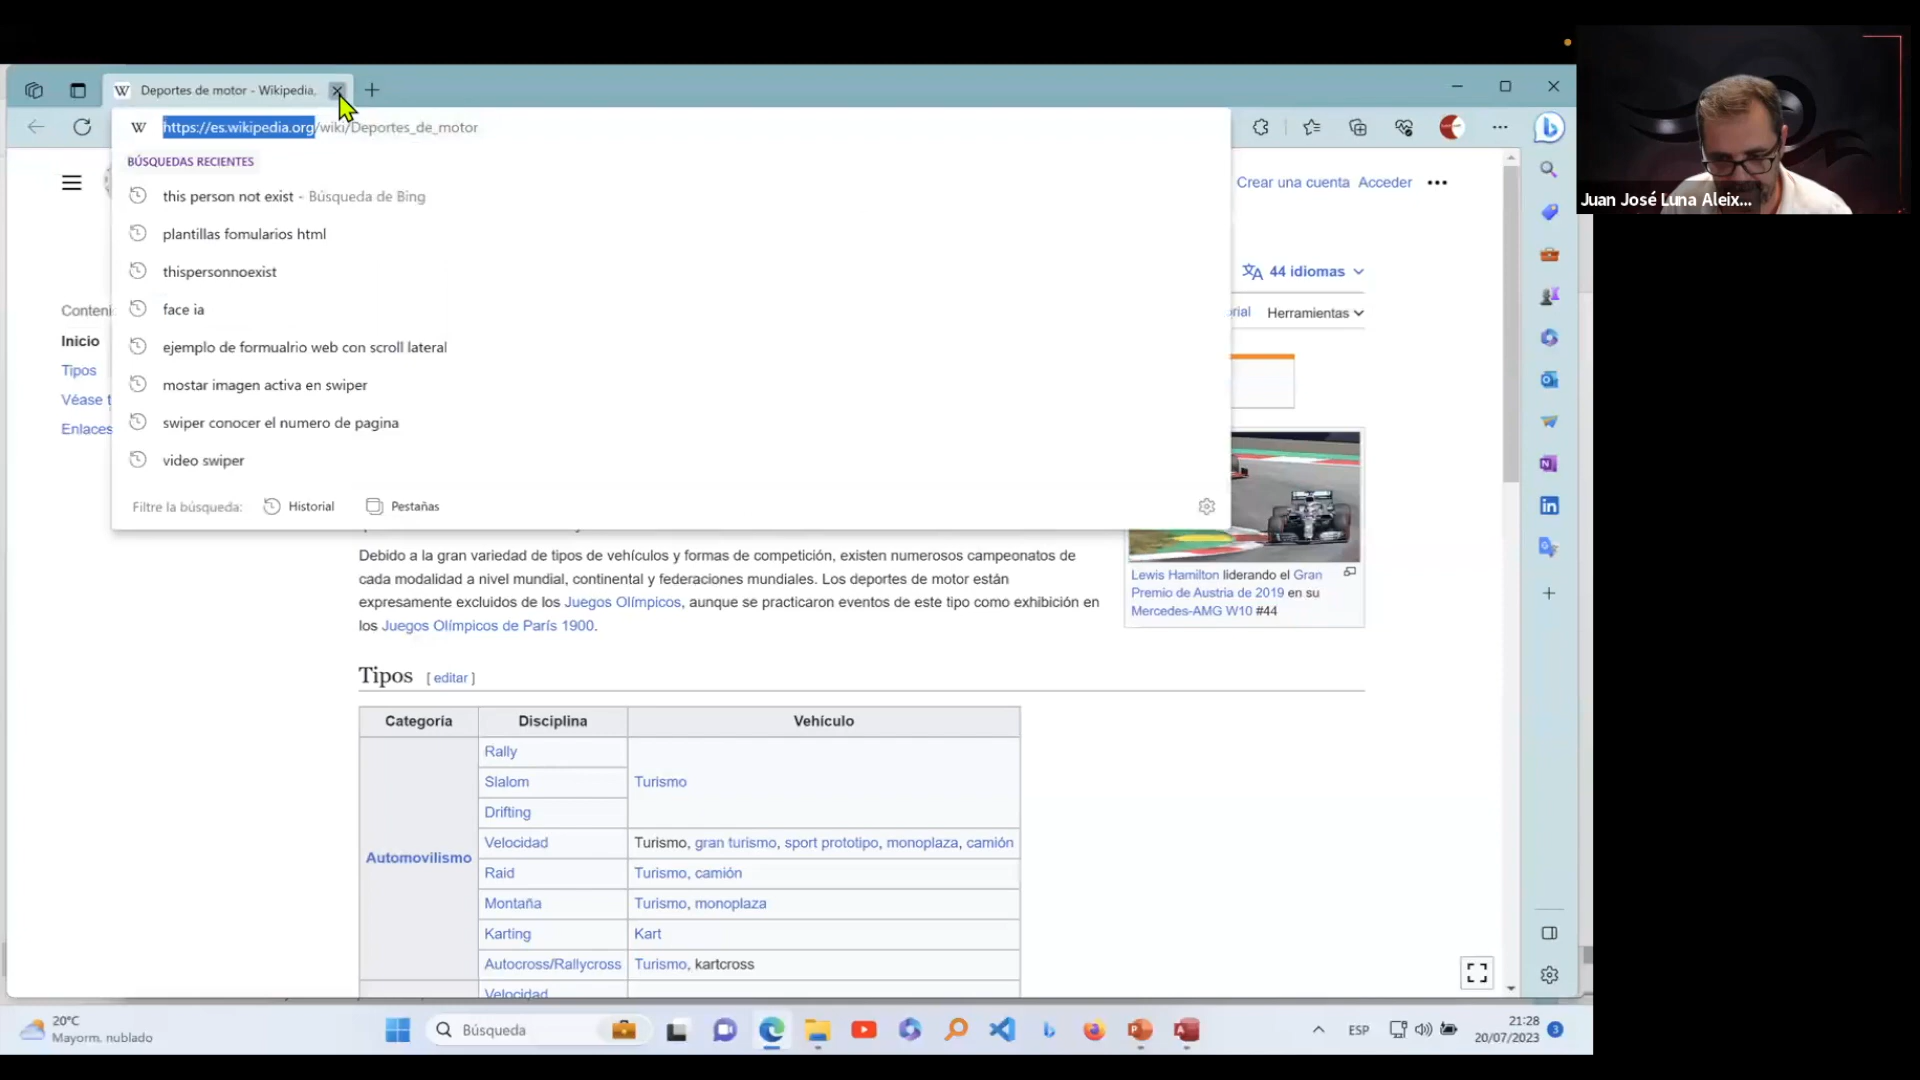 Deportes de motor - Wikipedia,
https://es.wikipedia.org/wiki/Deportes_de_motor
BÚSQUEDAS RECIENTES
this person not exist - Búsqueda de Bing
plantillas fomularios html
thispersonnoexist
face ia
ejemplo de formualrio web con scroll lateral
mostar imagen activa en swiper
swiper conocer el numero de pagina
video swiper
Filtre la búsqueda: Historial Pestañas
Crear una cuenta Acceder
44 idiomas
Herramientas
Conteni
Inicio
Tipos
Véase t
Enlaces
Debido a la gran variedad de tipos de vehículos y formas de competición, existen numerosos campeonatos de
cada modalidad a nivel mundial, continental y federaciones mundiales. Los deportes de motor están
expresamente excluidos de los Juegos Olímpicos, aunque se practicaron eventos de este tipo como exhibición en
los Juegos Olímpicos de París 1900.
Lewis Hamilton liderando el Gran
Premio de Austria de 2019 en su
Mercedes-AMG W10 #44
Tipos [ editar ]
Categoría Disciplina Vehículo
Automovilismo
Rally
Slalom
Drifting
Turismo
Velocidad Turismo, gran turismo, sport prototipo, monoplaza, camión
Raid Turismo, camión
Montaña Turismo, monoplaza
Karting Kart
Autocross/Rallycross Turismo, kartcross
Velocidad
Juan José Luna Aleix...
20°C
Mayorm. nublado
Búsqueda
ESP
21:28
20/07/2023
3